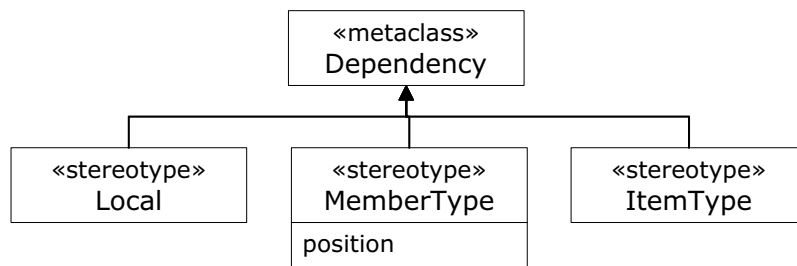 «metaclass»
Dependency
«stereotype»
Local
«stereotype»
MemberType
position
«stereotype»
ItemType